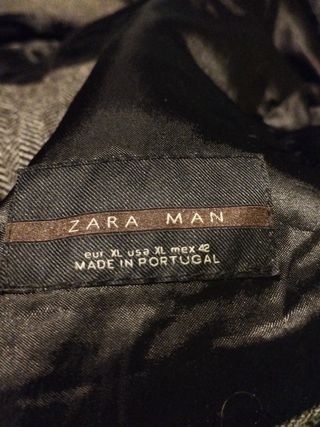 ZARA MAN
eur XL usa XL mex 42
MADE IN PORTUGAL